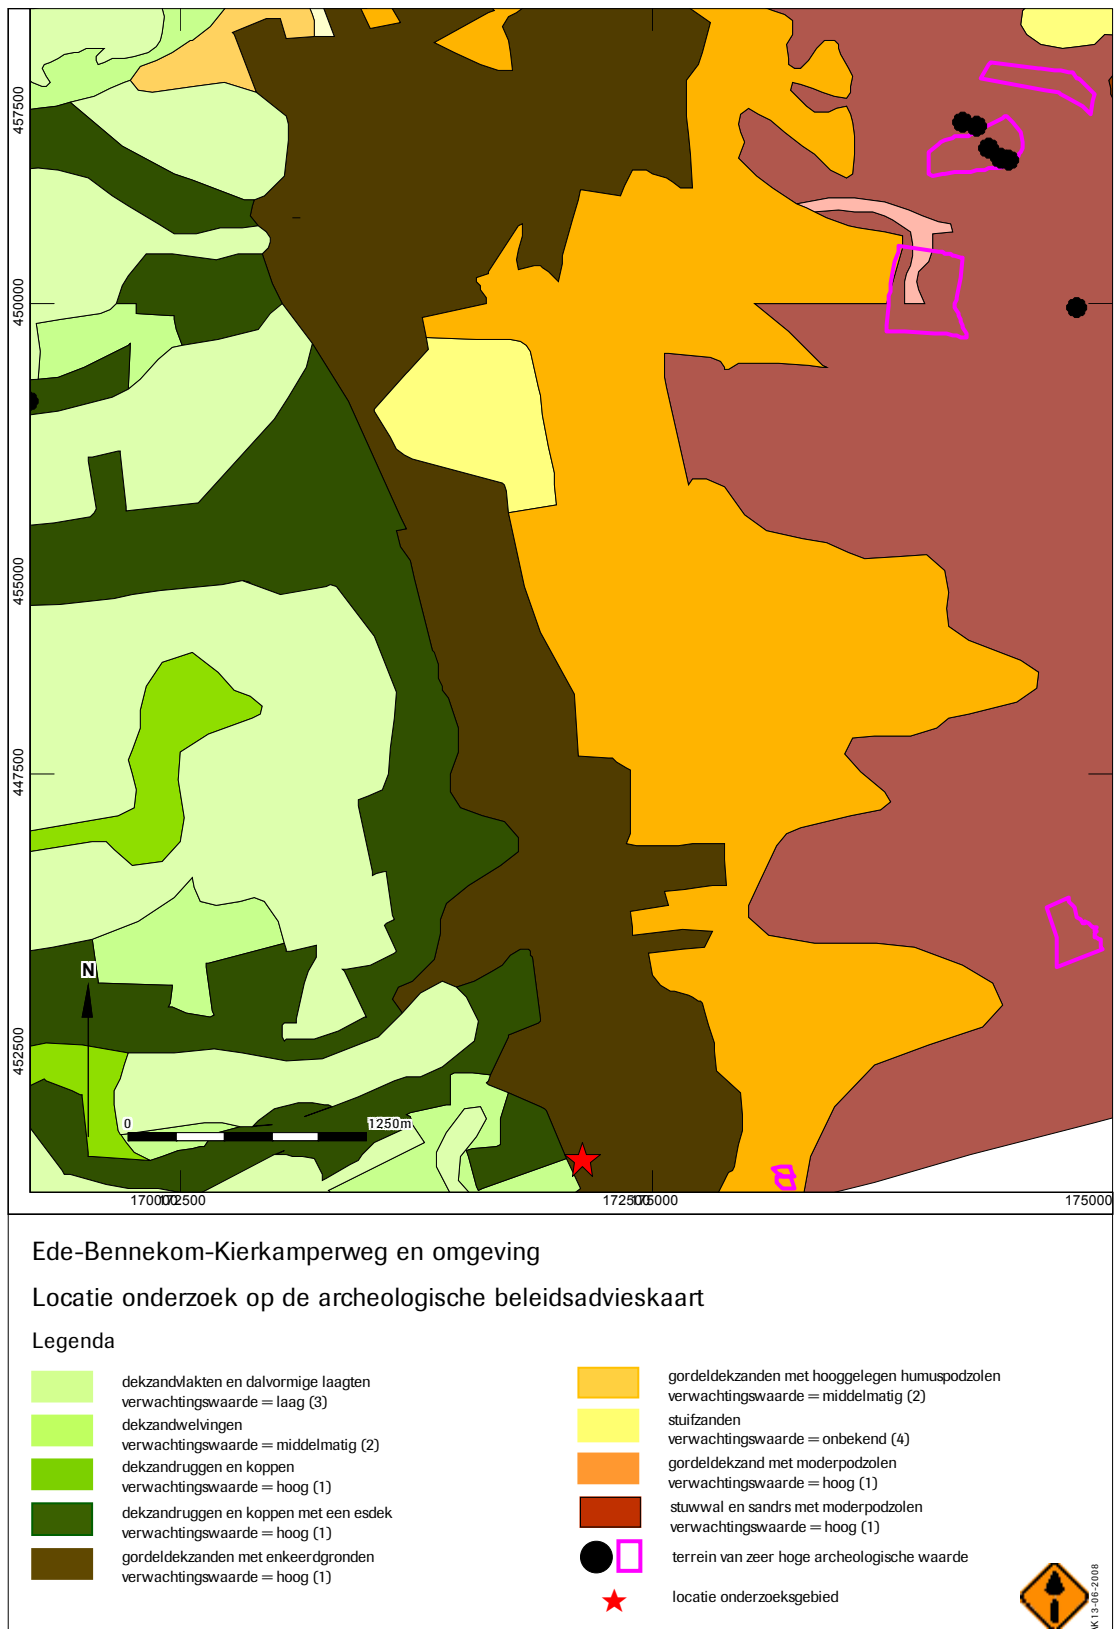 457500
450000
455000
447500
452500
N
0
1250m
170000
172500
172500
175000
175000
Ede-Bennekom-Kierkamperweg en omgeving
Locatie onderzoek op de archeologische beleidsadvieskaart
Legenda
dekzandvlakten en dalvormige laagten
verwachtingswaarde = laag (3)
dekzandwelvingen
verwachtingswaarde = middelmatig (2)
dekzandruggen en koppen
verwachtingswaarde = hoog (1)
dekzandruggen en koppen met een esdek
verwachtingswaarde = hoog (1)
gordeldekzanden met enkeerdgronden
verwachtingswaarde = hoog (1)
gordeldekzanden met hooggelegen humuspodzolen
verwachtingswaarde = middelmatig (2)
stuifzanden
verwachtingswaarde = onbekend (4)
gordeldekzand met moderpodzolen
verwachtingswaarde = hoog (1)
stuwwal en sandrs met moderpodzolen
verwachtingswaarde = hoog (1)
terrein van zeer hoge archeologische waarde
locatie onderzoeksgebied
13-06-2008